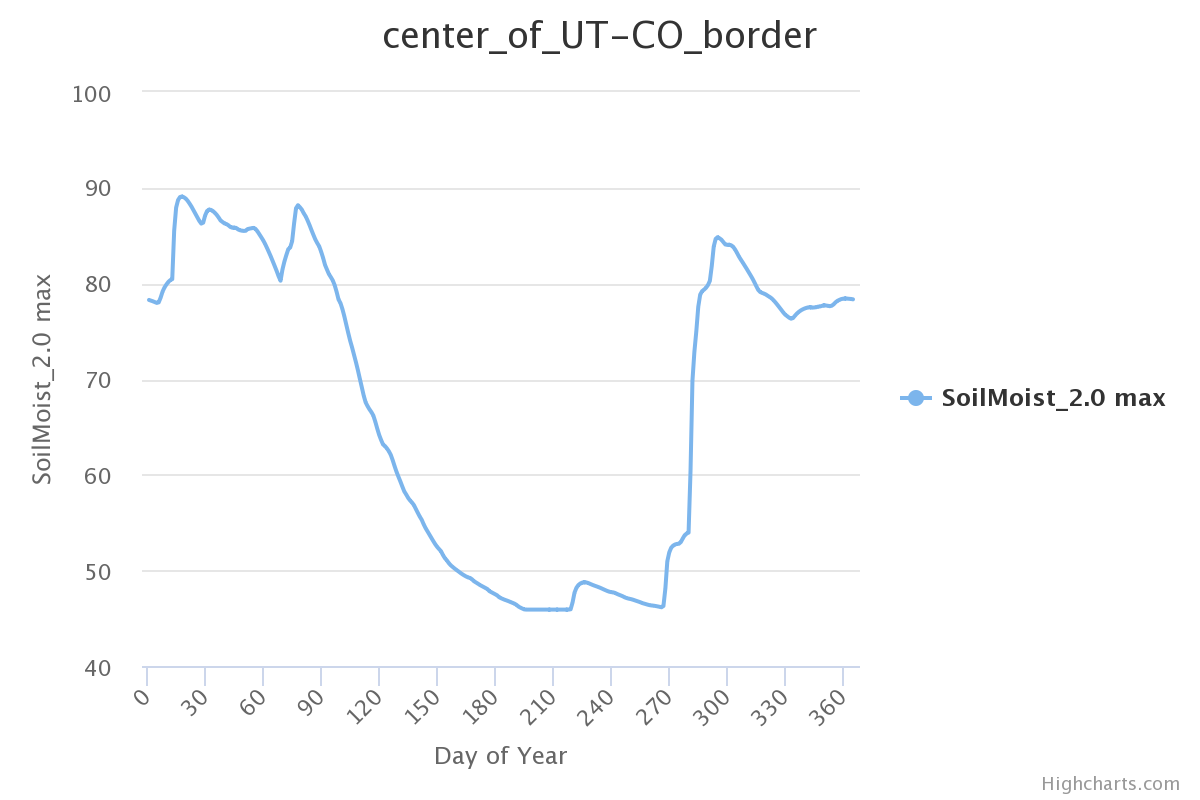 center_of_UT-CO_border
100
90
80
70
60
50
40
SoilMoist_2.0 max
0 30 60 90 120 150 180 210 240 270 300 330 360
Day of Year
SoilMoist_2.0 max
Highcharts.com